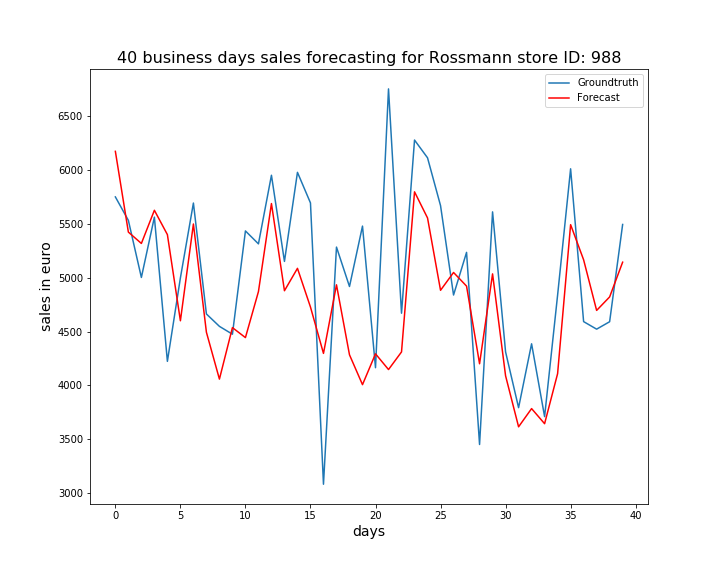 40 business days sales forecasting for Rossmann store ID: 988
Groundtruth
Forecast
sales in euro
6500
6000
5500
5000
4500
4000
3500
3000
0 5 10 15 20 25 30 35 40
days